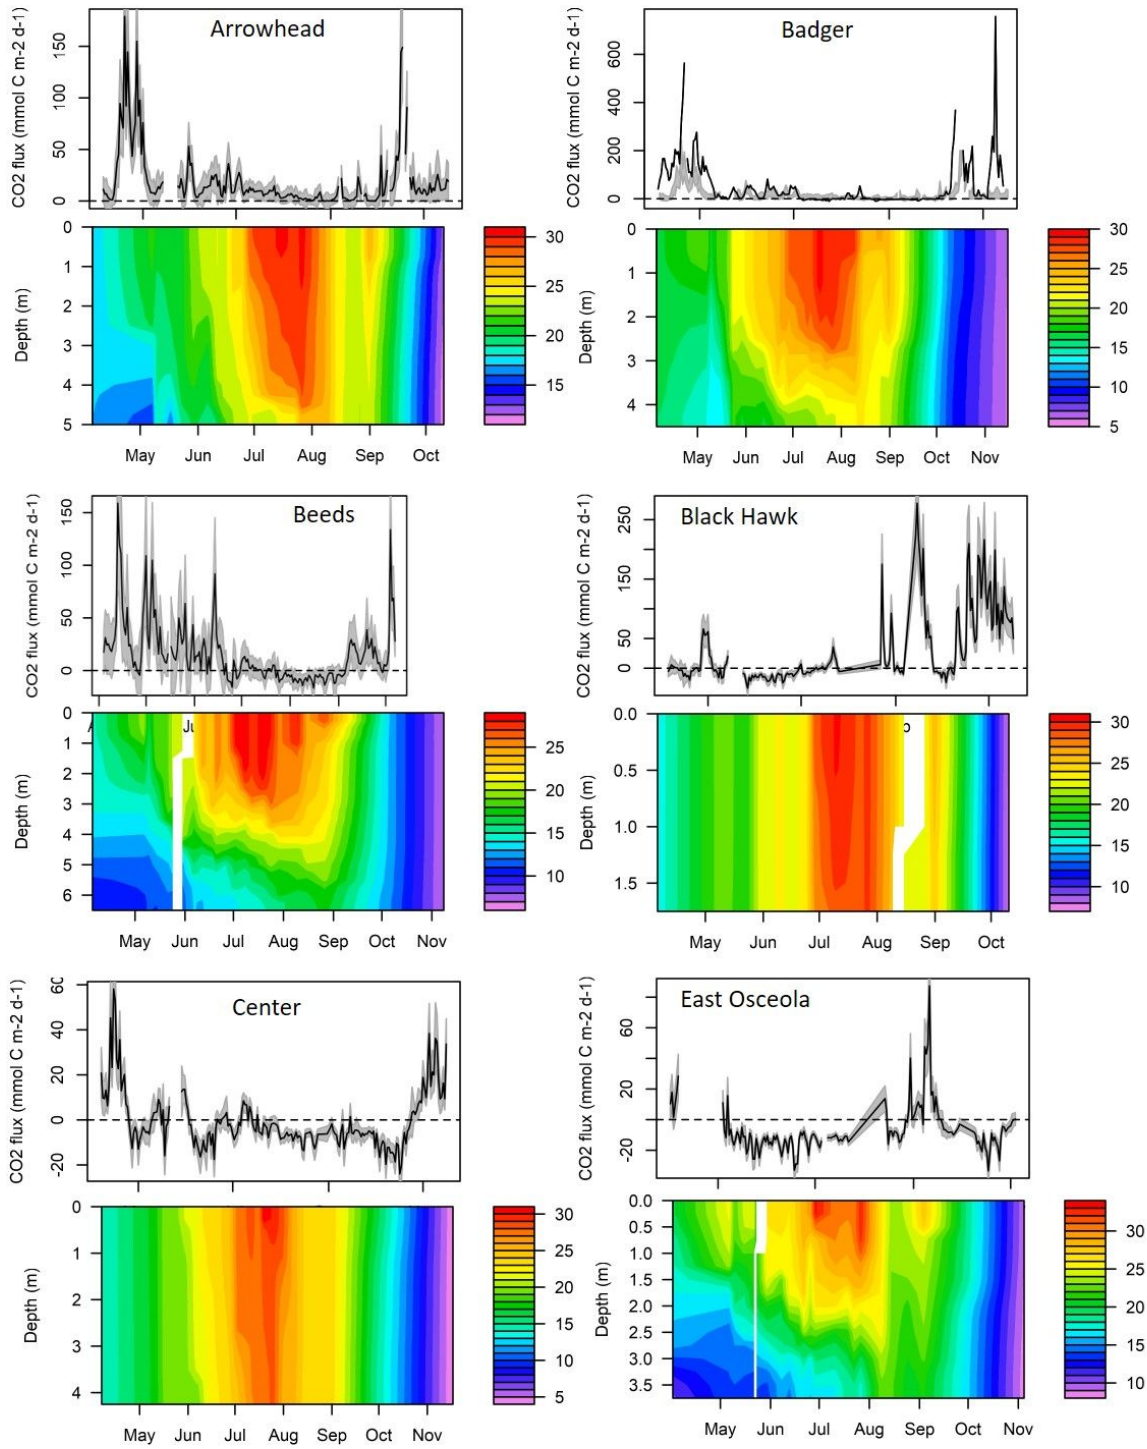 Arrowhead
CO2 flux (mmol C m-2 d-1)
0 50 100 150
Depth (m)
0 1 2 3 4 5
May Jun Jul Aug Sep Oct
30 25 20 15
Badger
CO2 flux (mmol C m-2 d-1)
0 200 400 600
Depth (m)
0 1 2 3 4
May Jun Jul Aug Sep Oct Nov
30 25 20 15 10 5
Beeds
CO2 flux (mmol C m-2 d-1)
0 50 100 150
Depth (m)
0 1 2 3 4 5 6
May Jun Jul Aug Sep Oct Nov
25 20 15 10
Black Hawk
CO2 flux (mmol C m-2 d-1)
0 50 150 250
Depth (m)
0.0 0.5 1.0 1.5
May Jun Jul Aug Sep Oct
30 25 20 15 10
Center
CO2 flux (mmol C m-2 d-1)
-20 0 20 40 60
Depth (m)
0 1 2 3 4
May Jun Jul Aug Sep Oct Nov
30 25 20 15 10 5
East Osceola
CO2 flux (mmol C m-2 d-1)
-20 20 60
Depth (m)
0.0 0.5 1.0 1.5 2.0 2.5 3.0 3.5
May Jun Jul Aug Sep Oct Nov
30 25 20 15 10